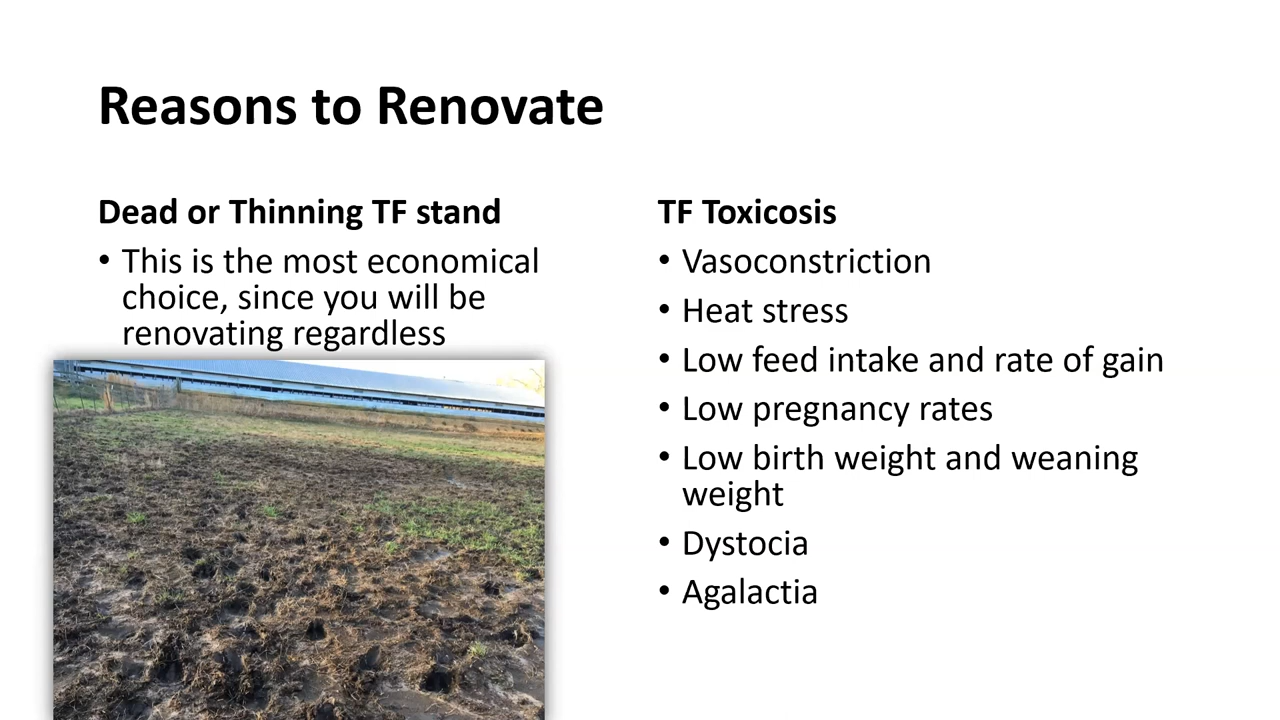 Reasons to Renovate
Dead or Thinning TF stand
• This is the most economical
choice, since you will be
renovating regardless
TF Toxicosis
• Vasoconstriction
• Heat stress
• Low feed intake and rate of gain
• Low pregnancy rates
• Low birth weight and weaning
weight
• Dystocia
• Agalactia